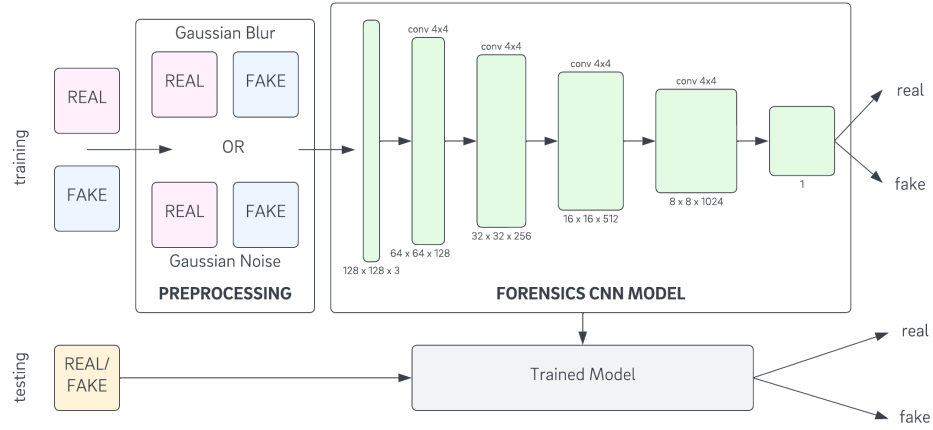 training
REAL
FAKE
Gaussian Blur
REAL
FAKE
OR
REAL
FAKE
Gaussian Noise
PREPROCESSING
128 x 128 x 3
conv 4x4
64 x 64 x 128
conv 4x4
32 x 32 x 256
conv 4x4
16 x 16 x 512
conv 4x4
8 x 8 x 1024
1
FORENSICS CNN MODEL
real
fake
testing
REAL/
FAKE
Trained Model
real
fake